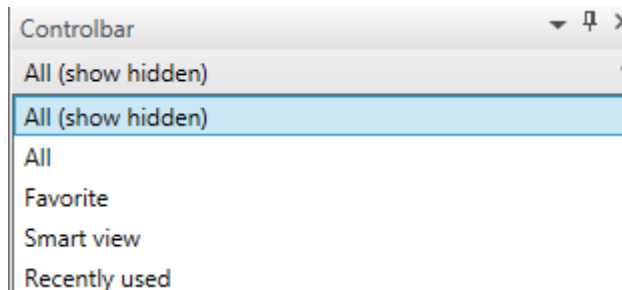 Controlbar
All (show hidden)
All (show hidden)
All
Favorite
Smart view
Recently used